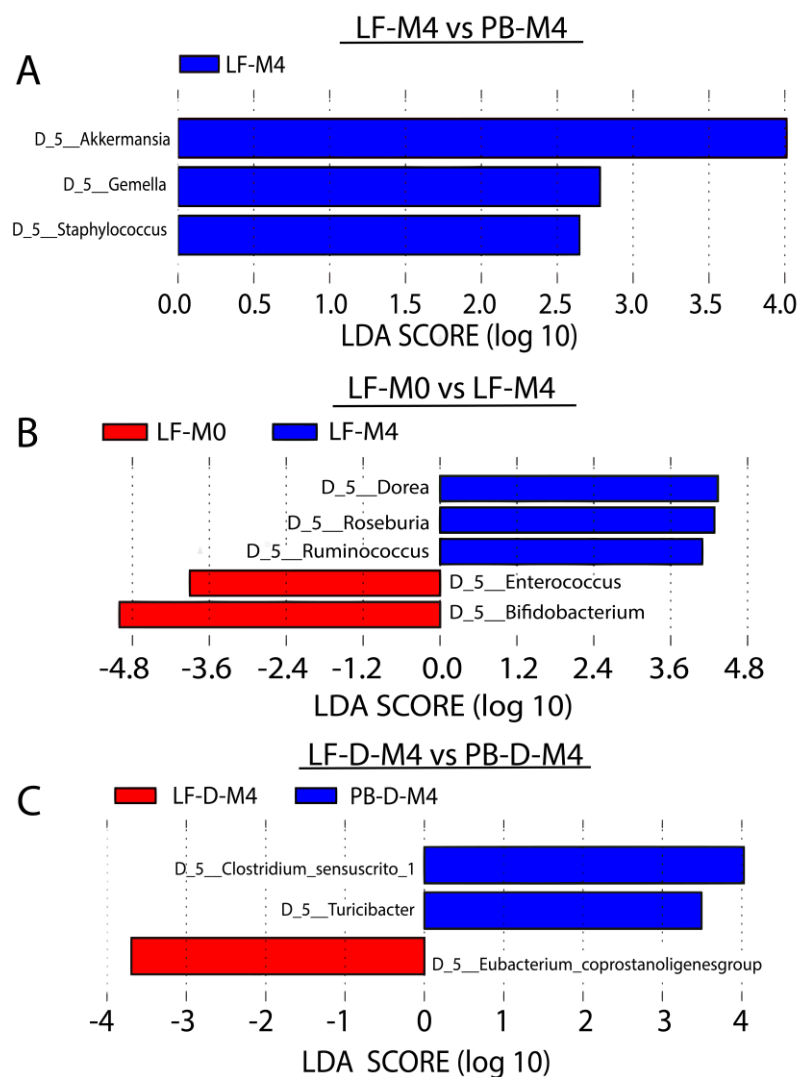 LF-M4 vs PB-M4
A
LF-M4
D_5__Akkermansia
D_5__Gemella
D_5__Staphylococcus
0.0 0.5 1.0 1.5 2.0 2.5 3.0 3.5 4.0
LDA SCORE (log 10)
LF-M0 vs LF-M4
B
LF-M0 LF-M4
D_5__Dorea
D_5__Roseburia
D_5__Ruminococcus
D_5__Enterococcus
D_5__Bifidobacterium
-4.8 -3.6 -2.4 -1.2 0.0 1.2 2.4 3.6 4.8
LDA SCORE (log 10)
LF-D-M4 vs PB-D-M4
C
LF-D-M4 PB-D-M4
D_5__Clostridium_sensuscrito_1
D_5__Turicibacter
D_5__Eubacterium_coprostanoligenesgroup
-4 -3 -2 -1 0 1 2 3 4
LDA SCORE (log 10)